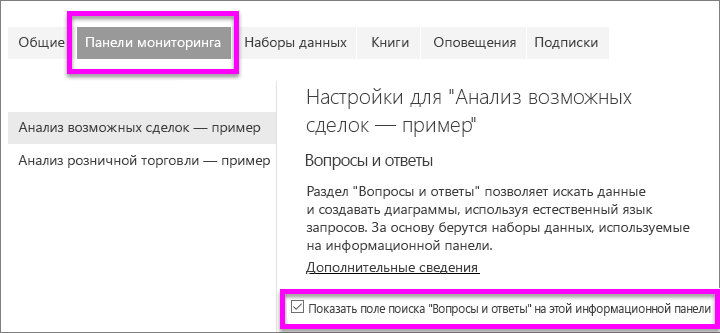 Общие Панели мониторинга Наборы данных Книги Оповещения Подписки
Анализ возможных сделок — пример
Анализ розничной торговли — пример
Настройки для "Анализ возможных
сделок — пример"
Вопросы и ответы
Раздел "Вопросы и ответы" позволяет искать данные
и создавать диаграммы, используя естественный язык
запросов. За основу берутся наборы данных, используемые
на информационной панели.
Дополнительные сведения
Показать поле поиска "Вопросы и ответы" на этой информационной панели